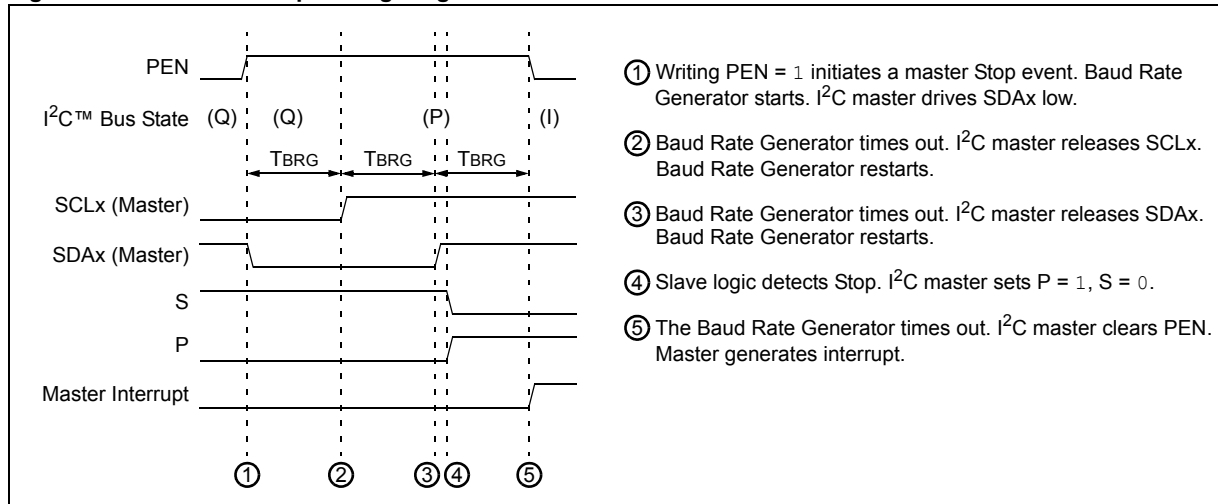 PEN
I2C™ Bus State (Q) (Q) (P) (I)
TBRG TBRG TBRG
SCLx (Master)
SDAx (Master)
S
P
Master Interrupt
1 2 3 4 5
1 Writing PEN = 1 initiates a master Stop event. Baud Rate
Generator starts. I2C master drives SDAx low.
2 Baud Rate Generator times out. I2C master releases SCLx.
Baud Rate Generator restarts.
3 Baud Rate Generator times out. I2C master releases SDAx.
Baud Rate Generator restarts.
4 Slave logic detects Stop. I2C master sets P = 1, S = 0.
5 The Baud Rate Generator times out. I2C master clears PEN.
Master generates interrupt.